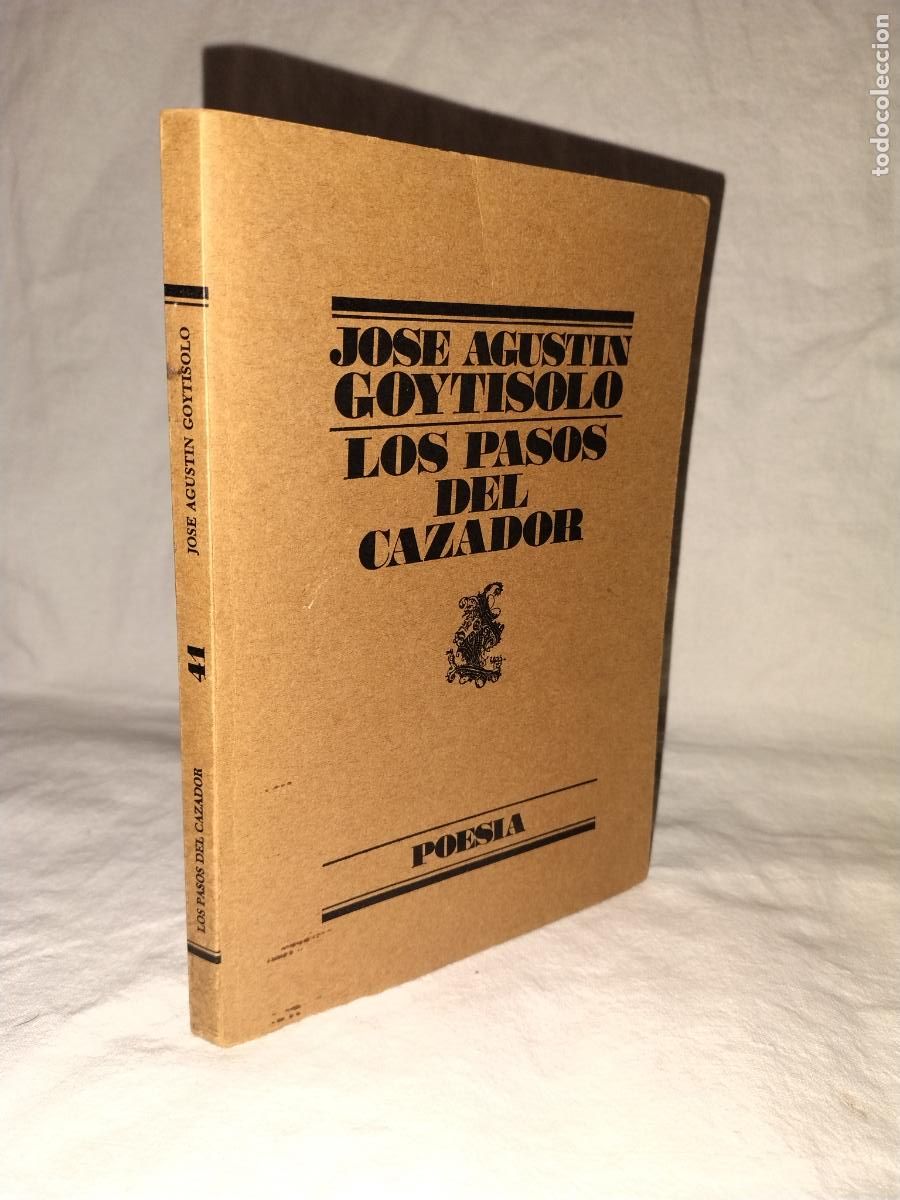 JOSE AGUSTIN
GOYTISOLO
LOS PASOS
DEL
CAZADOR
POESIA
JOSE AGUSTIN GOYTISOLO
41
LOS PASOS DEL CAZADOR
todocoleccion